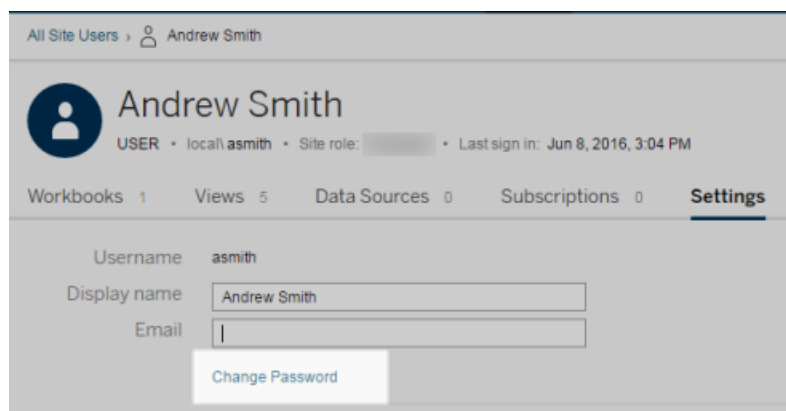 All Site Users › Andrew Smith
Andrew Smith
USER • local\ asmith • Site role: • Last sign in: Jun 8, 2016, 3:04 PM
Workbooks 1 Views 5 Data Sources 0 Subscriptions 0 Settings
Username asmith
Display name Andrew Smith
Email
Change Password